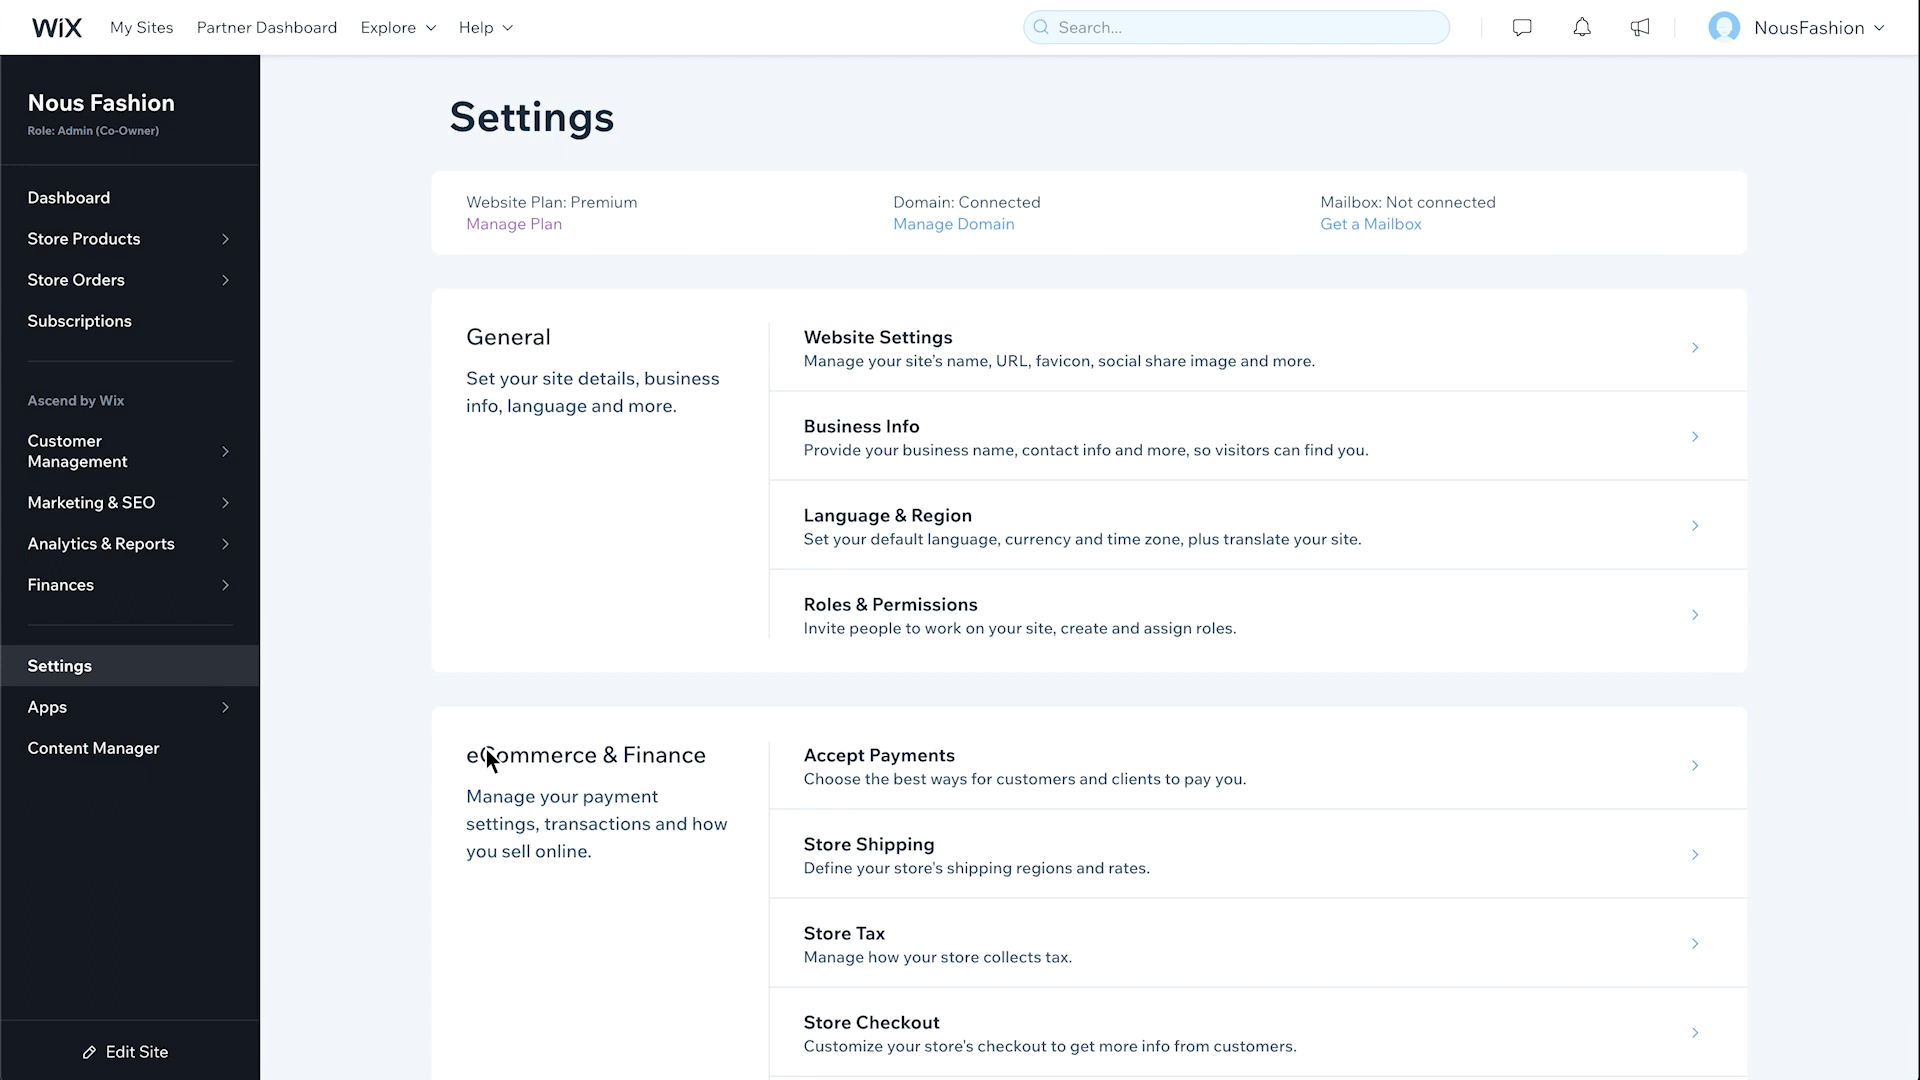 WiX My Sites Partner Dashboard Explore Help Search... NousFashion
Nous Fashion
Role: Admin (Co-Owner)
Dashboard
Store Products
Store Orders
Subscriptions
Ascend by Wix
Customer
Management
Marketing & SEO
Analytics & Reports
Finances
Settings
Apps
Content Manager
Edit Site
Settings
Website Plan: Premium
Manage Plan
Domain: Connected
Manage Domain
Mailbox: Not connected
Get a Mailbox
General
Set your site details, business
info, language and more.
Website Settings
Manage your site's name, URL, favicon, social share image and more.
Business Info
Provide your business name, contact info and more, so visitors can find you.
Language & Region
Set your default language, currency and time zone, plus translate your site.
Roles & Permissions
Invite people to work on your site, create and assign roles.
eCommerce & Finance
Manage your payment
settings, transactions and how
you sell online.
Accept Payments
Choose the best ways for customers and clients to pay you.
Store Shipping
Define your store's shipping regions and rates.
Store Tax
Manage how your store collects tax.
Store Checkout
Customize your store's checkout to get more info from customers.